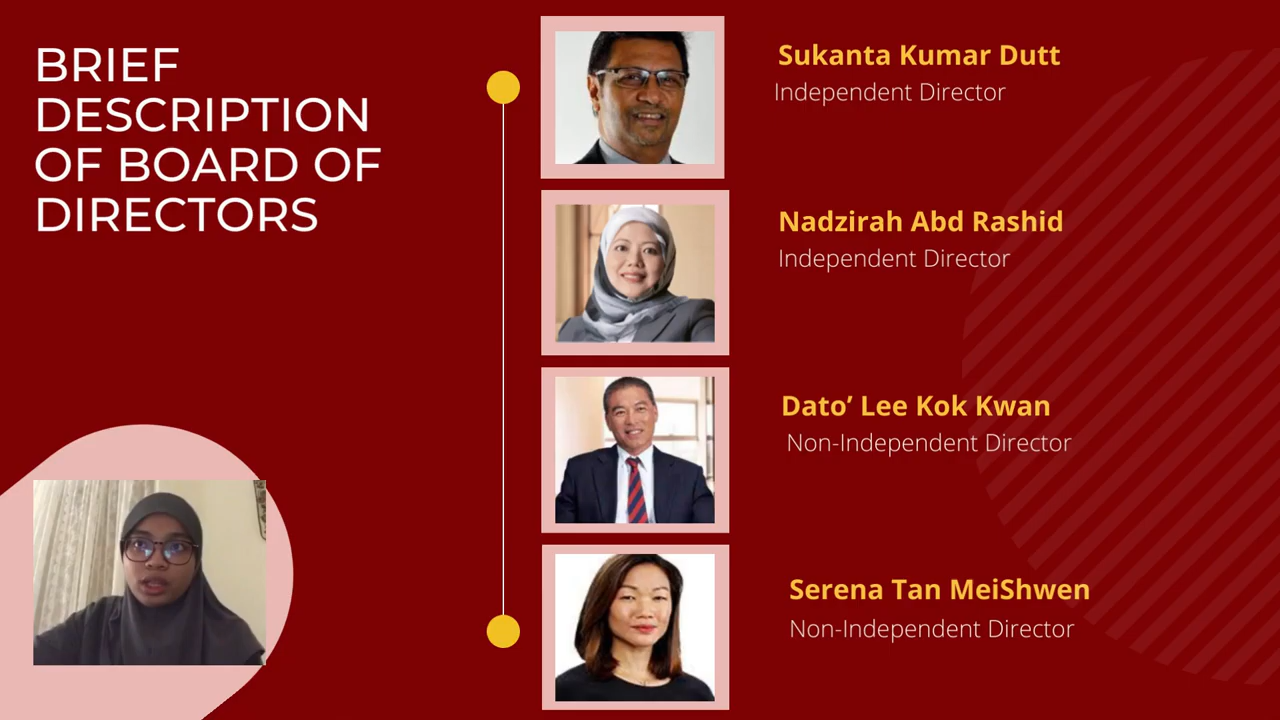 BRIEF
DESCRIPTION
OF BOARD OF
DIRECTORS
Sukanta Kumar Dutt
Independent Director
Nadzirah Abd Rashid
Independent Director
Dato’ Lee Kok Kwan
Non-Independent Director
Serena Tan MeiShwen
Non-Independent Director